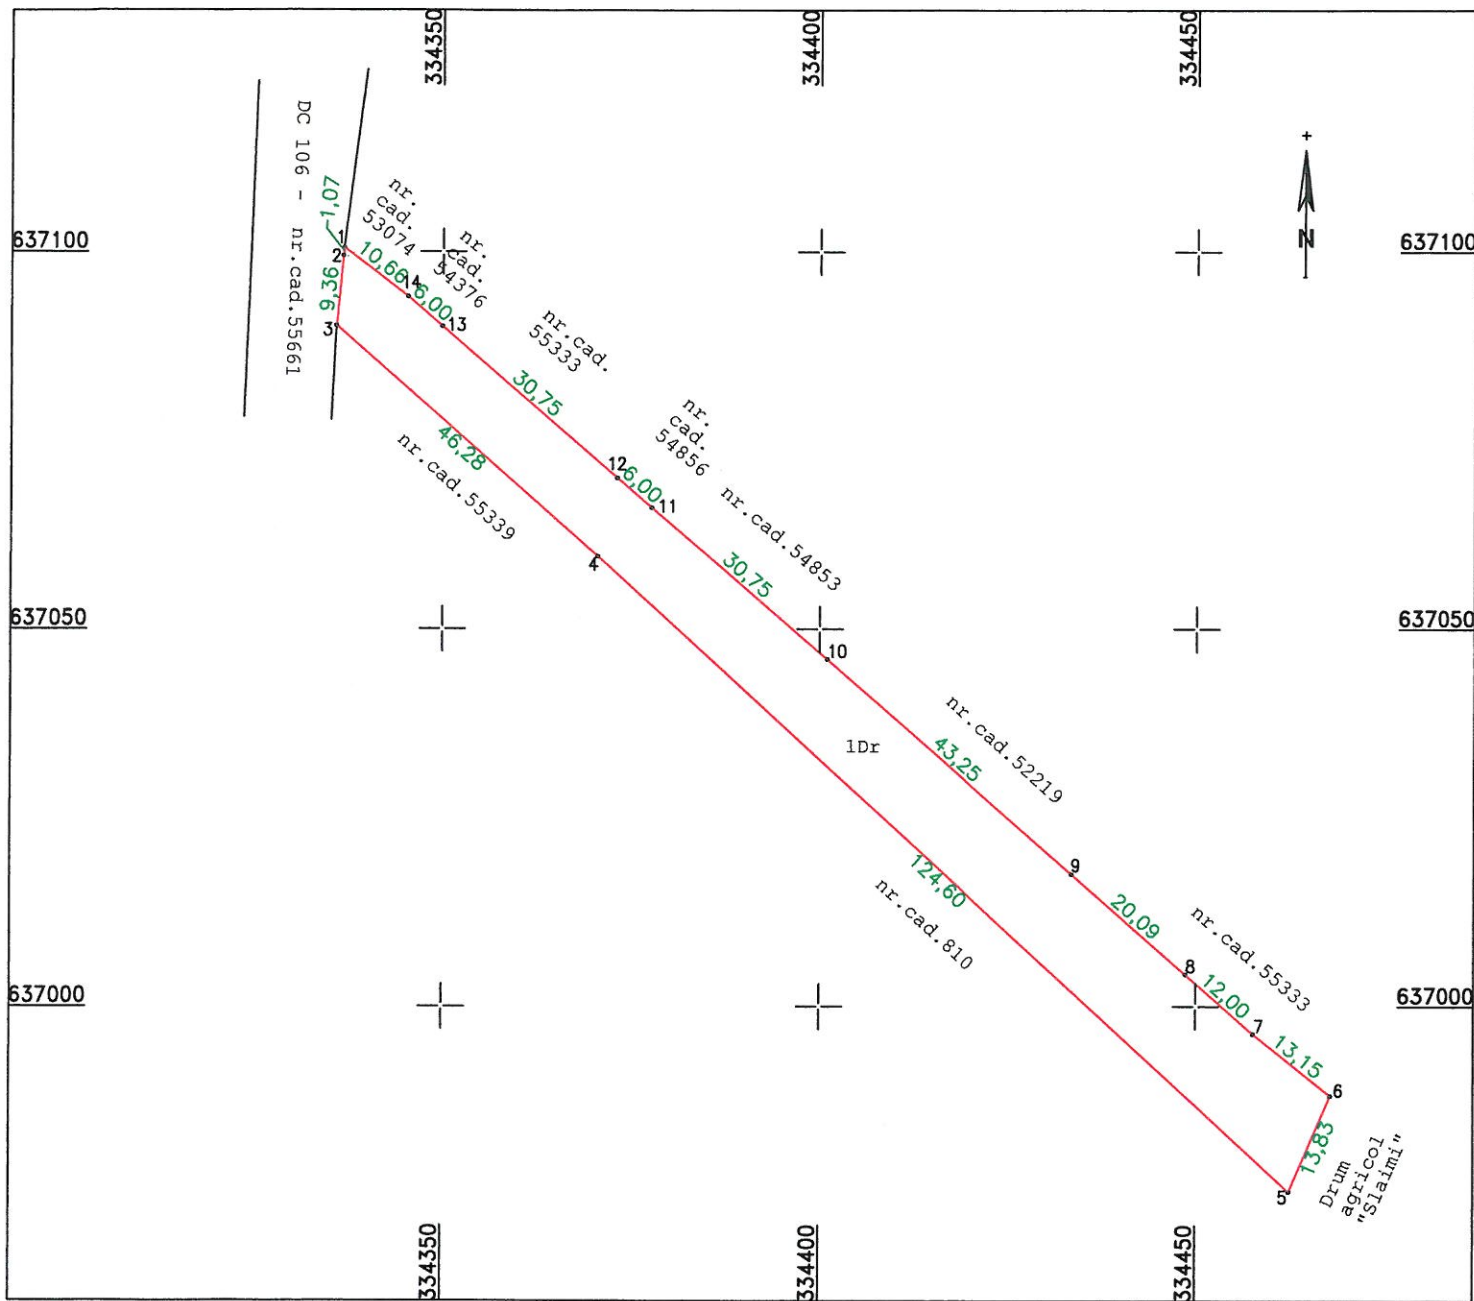 334350
334400
334450
DC 106 - nr.cad.55661
1,07
nr.
cad.
53074
nr.
cad.
54376
N
637100
637100
1
2
10,66
14
6,00
13
9,36
3
nr.cad.
55333
30,75
nr.
cad.
54856
46,28
nr.cad.55339
12
6,00
11
nr.cad.54853
4
30,75
637050
637050
10
nr.cad.52219
1Dr
43,25
9
124,60
nr.cad.810
20,09
nr.cad.55333
8
12,00
637000
637000
7
13,15
6
13,83
5
Drum
agricol
"Slaimi"
334350
334400
334450